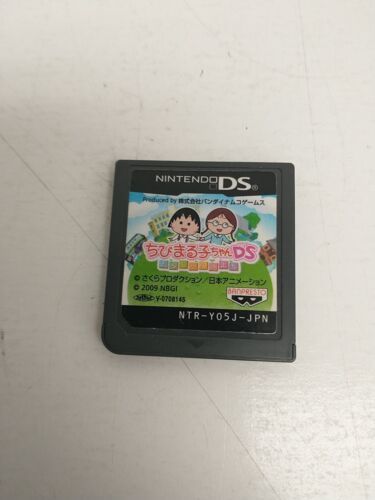 NINTENDO DS®
Produced by 株式会社バンダイナムコゲームス
ちびまる子ちゃんDS
© さくらプロダクション/日本アニメーション
© 2009 NBGI
V-0708145
BANPRESTO
NTR-YO5J-JPN